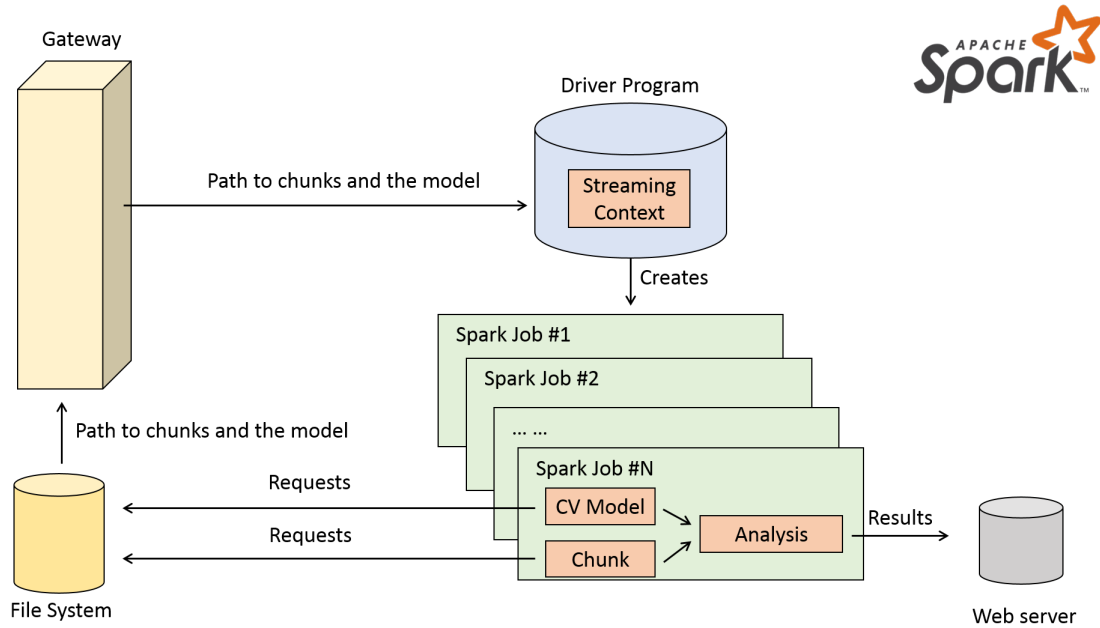 Gateway
APACHE
Spark™
Driver Program
Path to chunks and the model
Streaming
Context
Creates
Spark Job #1
Spark Job #2
... ...
Path to chunks and the model
Spark Job #N
Requests
CV Model
Results
Analysis
Requests
Chunk
File System
Web server